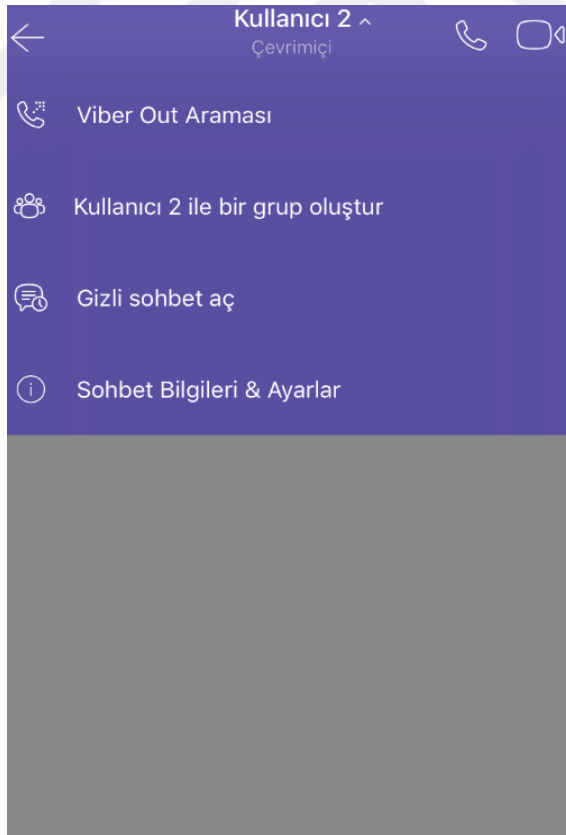 Kullanıcı 2
Çevrimiçi
Viber Out Araması
Kullanıcı 2 ile bir grup oluştur
Gizli sohbet aç
Sohbet Bilgileri & Ayarlar